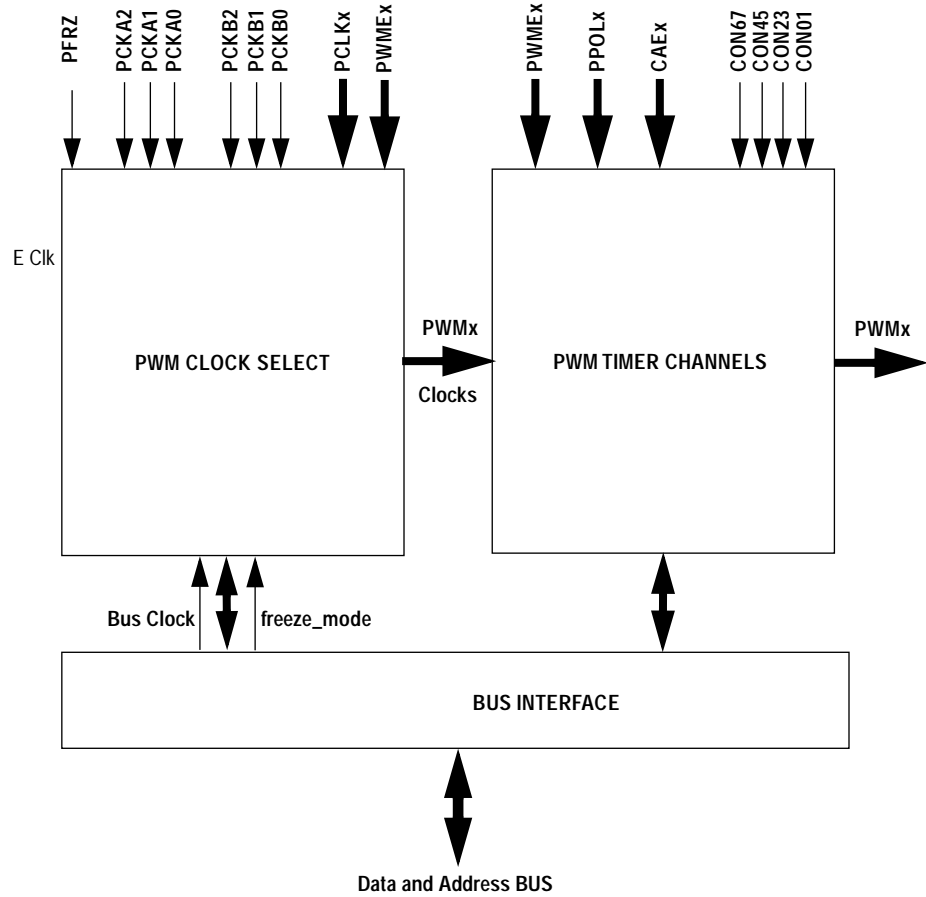 PFRZ
PCKA2
PCKA1
PCKA0
PCKB2
PCKB1
PCKB0
PCLKx
PWMEx
PWMEx
PPOLx
CAEx
CON67
CON45
CON23
CON01
E Clk
PWM CLOCK SELECT
PWMx
Clocks
PWM TIMER CHANNELS
PWMx
Bus Clock
freeze_mode
BUS INTERFACE
Data and Address BUS